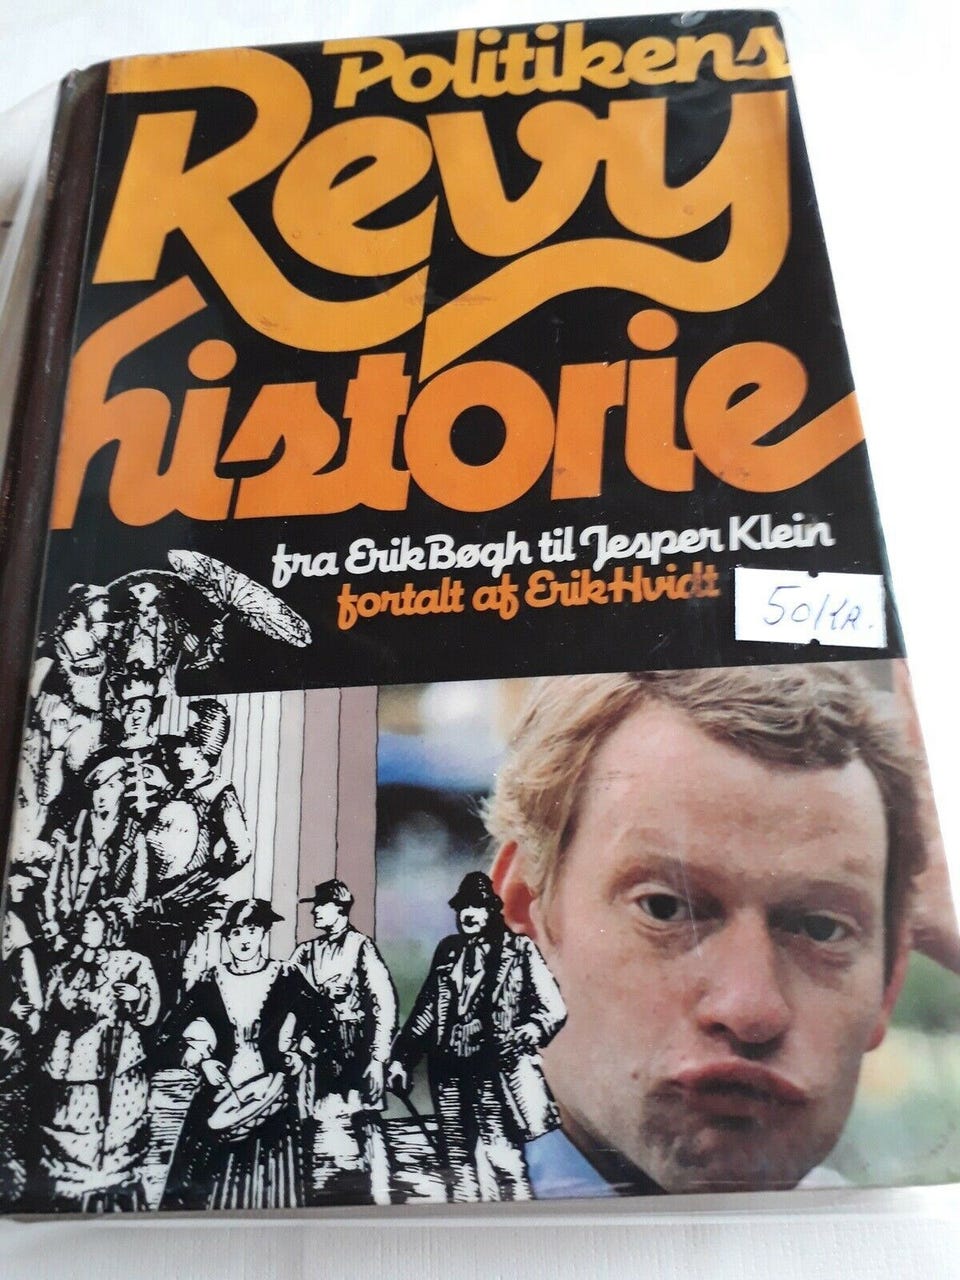 Politikens
Revy
historie
fra Erik Bøgh til Jesper Klein
fortalt af Erik Hvidt
50 Kr.